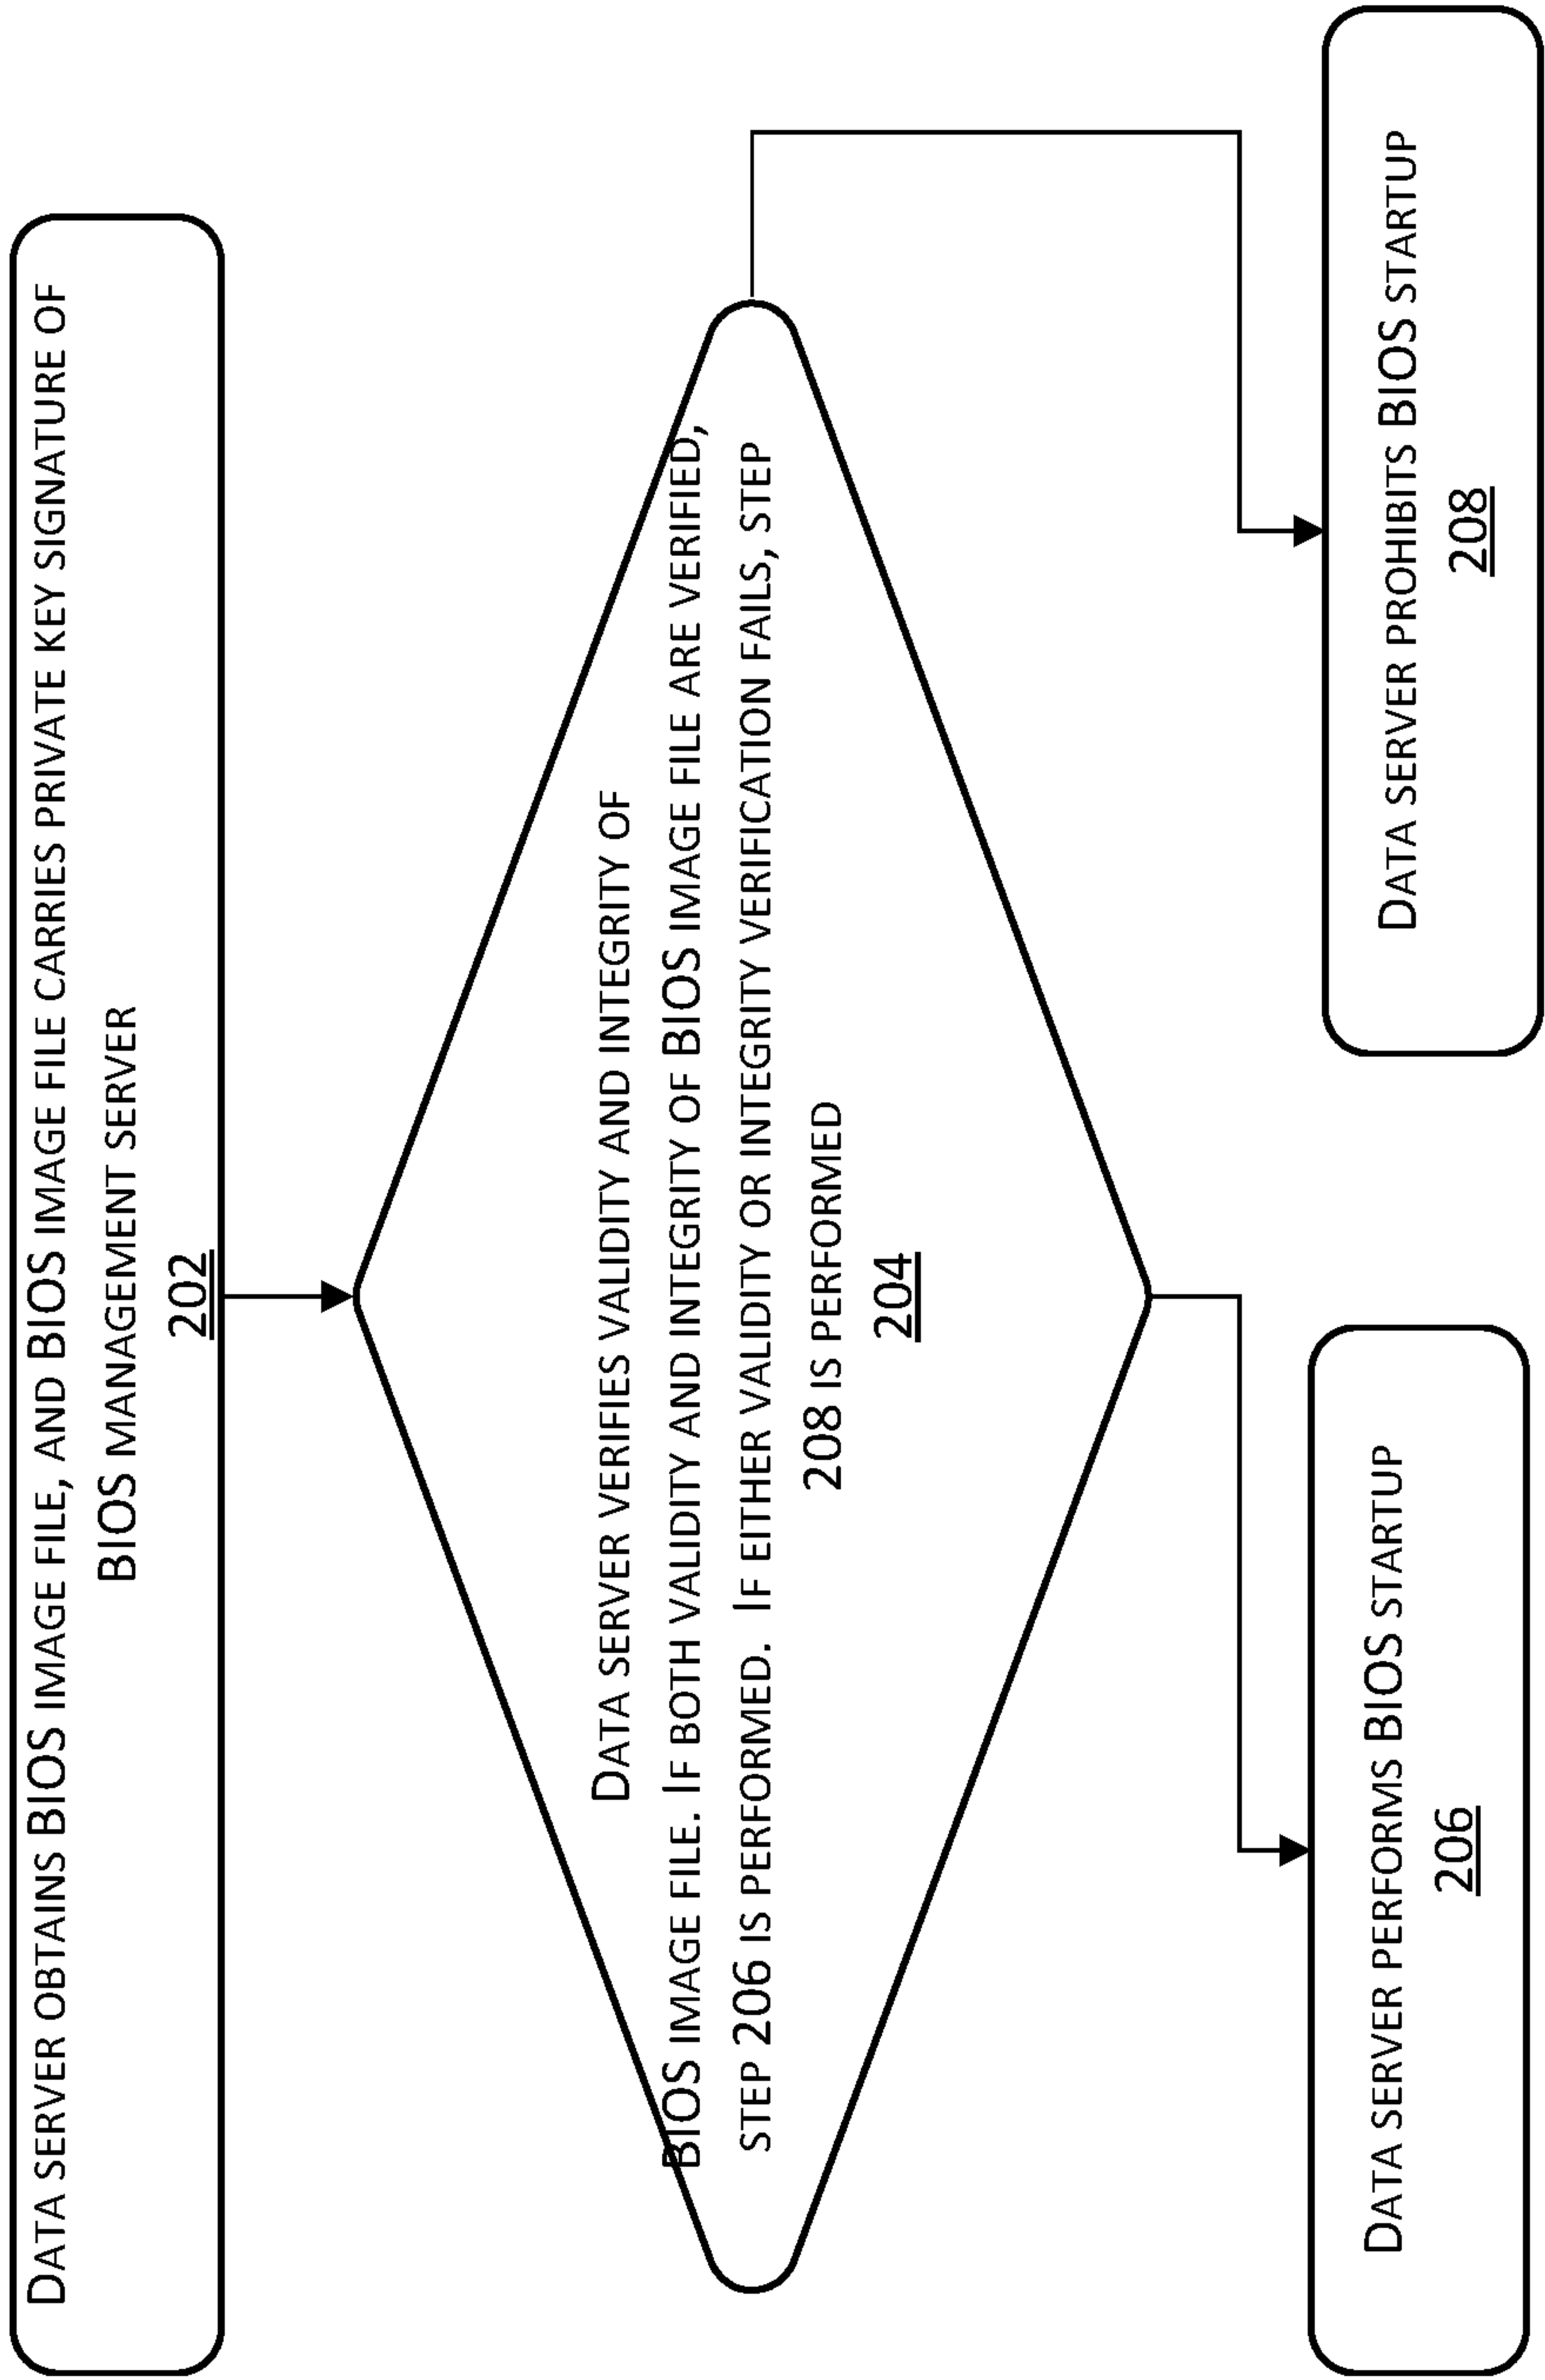 DATA SERVER OBTAINS BIOS IMAGE FILE, AND BIOS IMAGE FILE CARRIES PRIVATE KEY SIGNATURE OF
BIOS MANAGEMENT SERVER
202
DATA SERVER VERIFIES VALIDITY AND INTEGRITY OF
BIOS IMAGE FILE. IF BOTH VALIDITY AND INTEGRITY OF BIOS IMAGE FILE ARE VERIFIED,
STEP 206 IS PERFORMED. IF EITHER VALIDITY OR INTEGRITY VERIFICATION FAILS, STEP
208 IS PERFORMED
204
DATA SERVER PERFORMS BIOS STARTUP
206
DATA SERVER PROHIBITS BIOS STARTUP
208